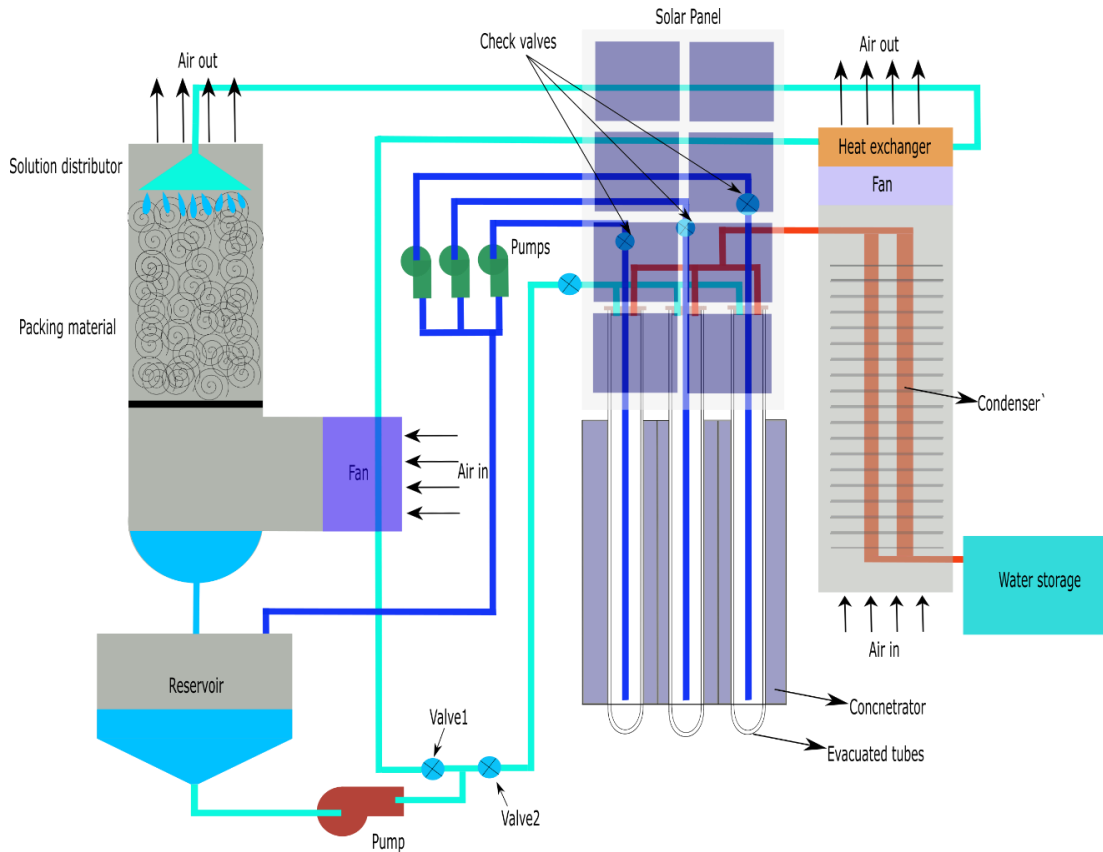 Solar Panel
Check valves
Air out
Air out
Solution distributor
Heat exchanger
Fan
Pumps
Packing material
Condenser`
Fan
Air in
Water storage
Air in
Reservoir
Concnetrator
Valve1
Evacuated tubes
Valve2
Pump